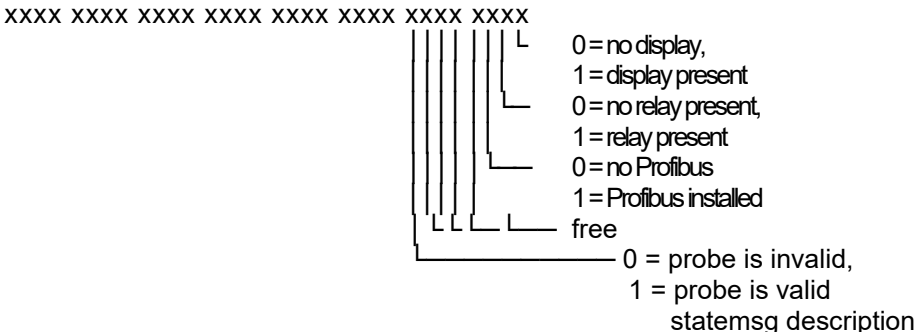 xxxx xxxx xxxx xxxx xxxx xxxx xxxx xxxx
0 = no display,
1 = display present
0 = no relay present,
1 = relay present
0 = no Profibus
1 = Profibus installed
free
0 = probe is invalid,
1 = probe is valid
statemsg description